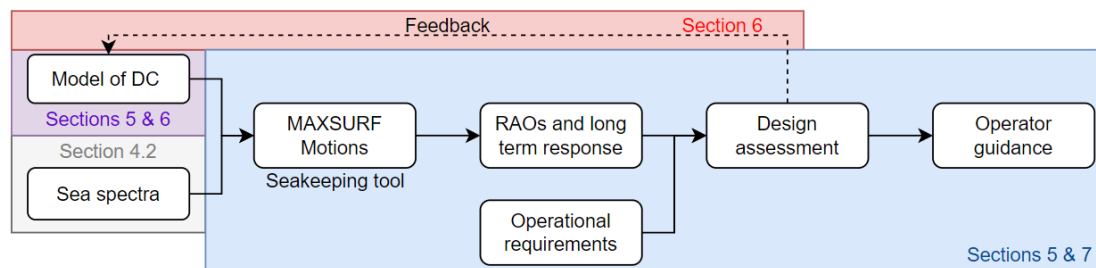 Feedback
Section 6
Model of DC
Sections 5 & 6
Section 4.2
Sea spectra
MAXSURF
Motions
Seakeeping tool
RAOs and long
term response
Operational
requirements
Design
assessment
Operator
guidance
Sections 5 & 7